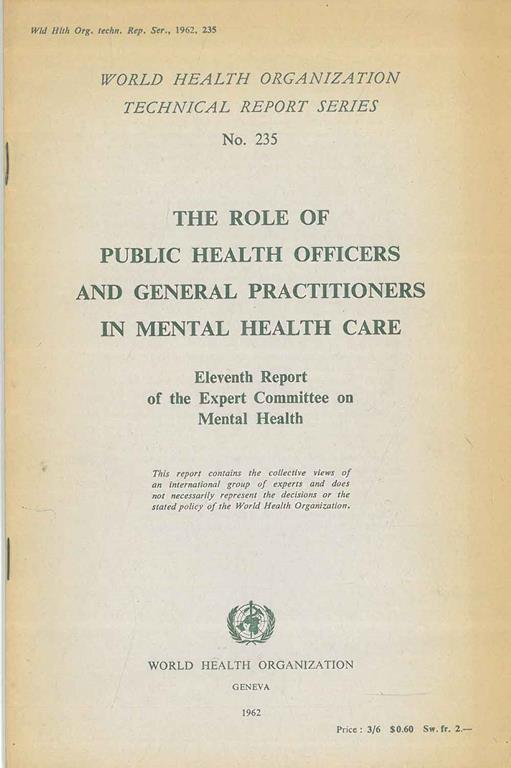 Wld Hlth Org. techn. Rep. Ser., 1962, 235
WORLD HEALTH ORGANIZATION
TECHNICAL REPORT SERIES
No. 235
THE ROLE OF
PUBLIC HEALTH OFFICERS
AND GENERAL PRACTITIONERS
IN MENTAL HEALTH CARE
Eleventh Report
of the Expert Committee on
Mental Health
This report contains the collective views of
an international group of experts and does
not necessarily represent the decisions or the
stated policy of the World Health Organization.
WORLD HEALTH ORGANIZATION
GENEVA
1962
Price : 3/6 $0.60 Sw. fr. 2.—